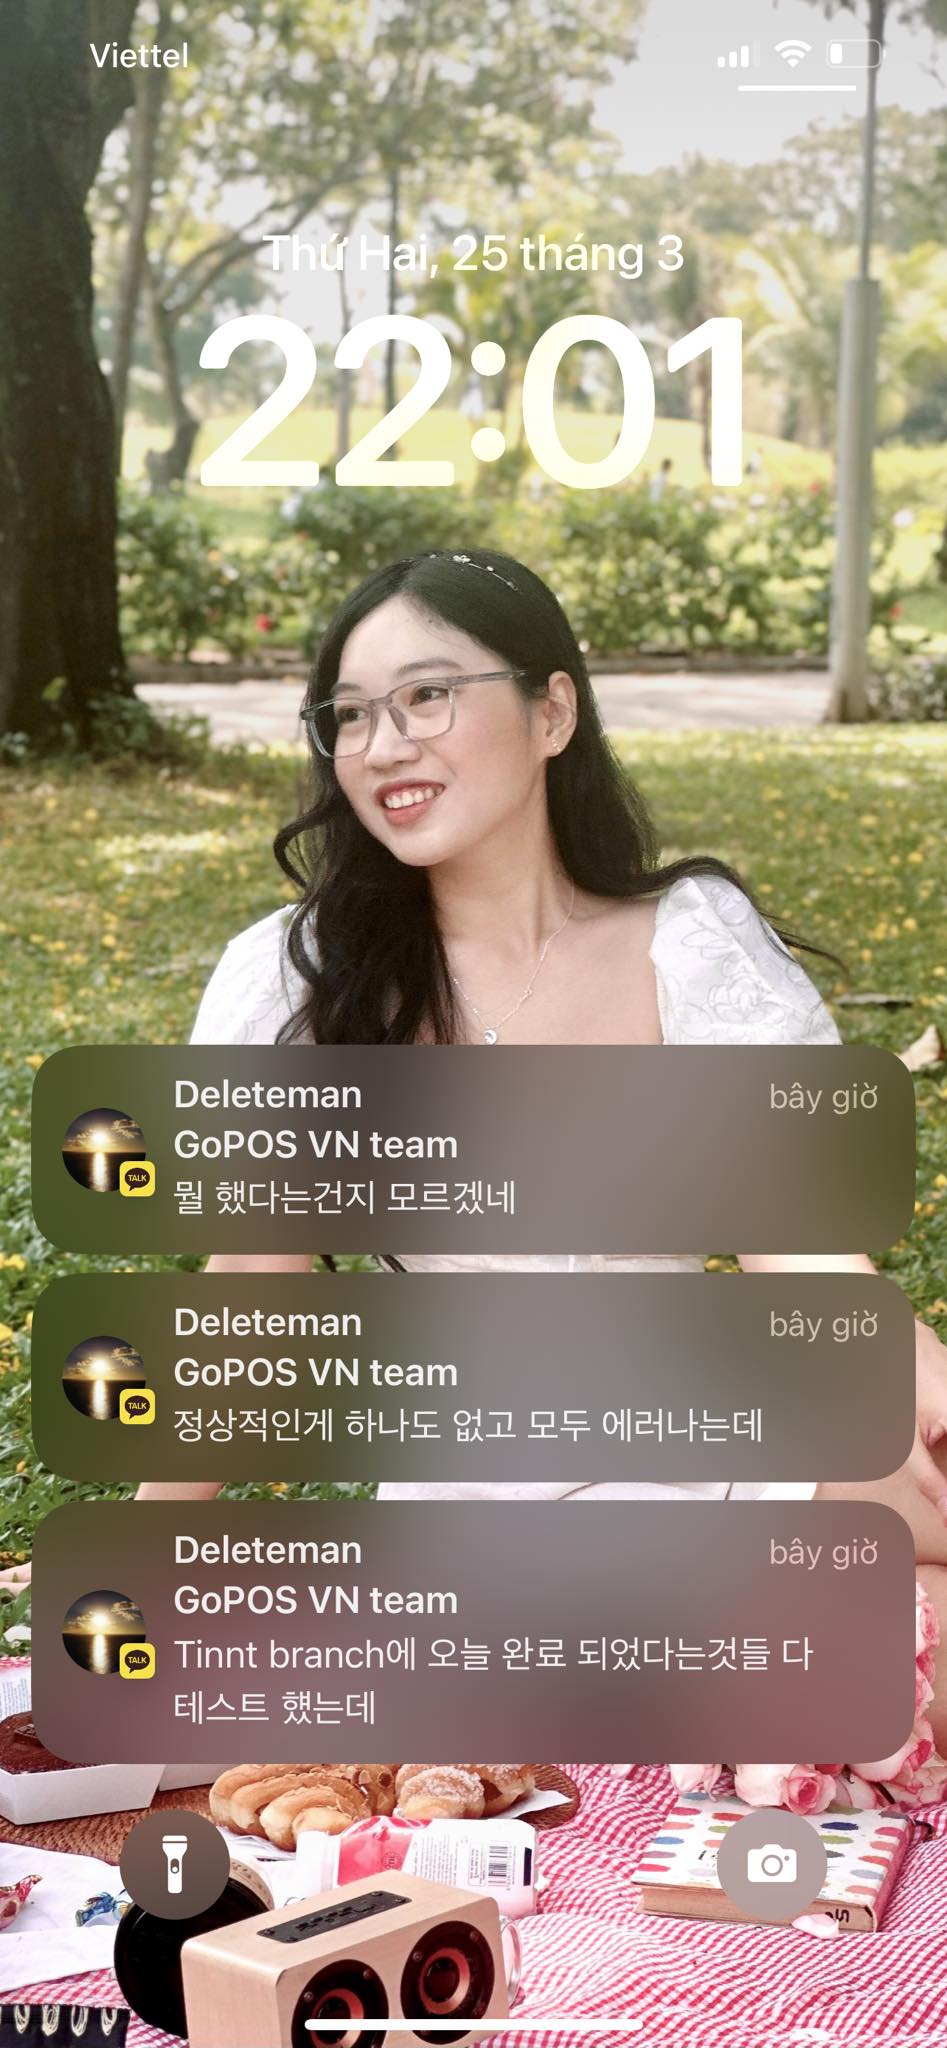 Viettel
Thứ Hai, 25 tháng 3
22:01
Deleteman
bây giờ
GoPOS VN team
TALK
뭘 했다는건지 모르겠네
Deleteman
bây giờ
GoPOS VN team
TALK
정상적인게 하나도 없고 모두 에러나는데
Deleteman
bây giờ
GoPOS VN team
TALK
Tinnt branch에 오늘 완료 되었다는것들 다
테스트 했는데